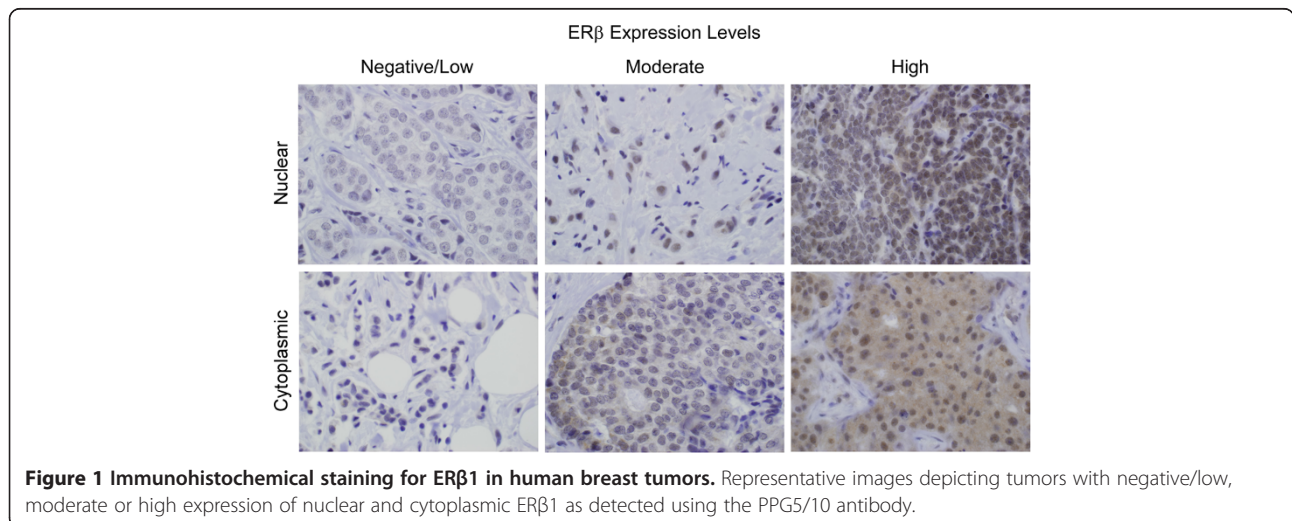 ERβ Expression Levels
Negative/Low Moderate High
Nuclear
Cytoplasmic
Figure 1 Immunohistochemical staining for ERβ1 in human breast tumors. Representative images depicting tumors with negative/low,
moderate or high expression of nuclear and cytoplasmic ERβ1 as detected using the PPG5/10 antibody.